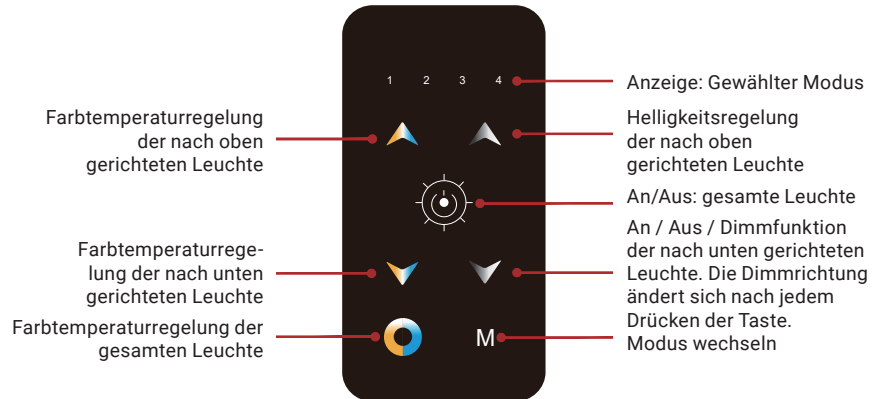 1 2 3 4
Anzeige: Gewählter Modus
Farbtemperaturregelung
der nach oben
gerichteten Leuchte
Helligkeitsregelung
der nach oben
gerichteten Leuchte
An/Aus: gesamte Leuchte
Farbtemperaturrege-
lung der nach unten
gerichteten Leuchte
An / Aus / Dimmfunktion
der nach unten gerichteten
Leuchte. Die Dimmrichtung
ändert sich nach jedem
Drücken der Taste.
Farbtemperaturregelung der
gesamten Leuchte
M
Modus wechseln